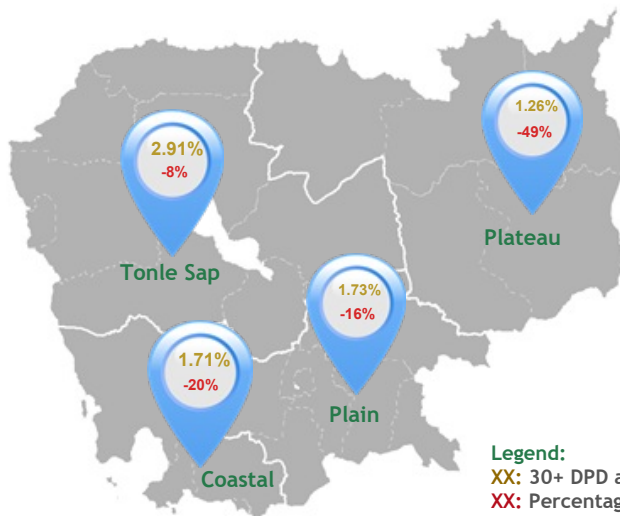 1.26%
-49%
Plateau
2.91%
-8%
Tonle Sap
1.73%
-16%
Plain
1.71%
-20%
Coastal
Legend:
XX: 30+ DPD a
XX: Percentag